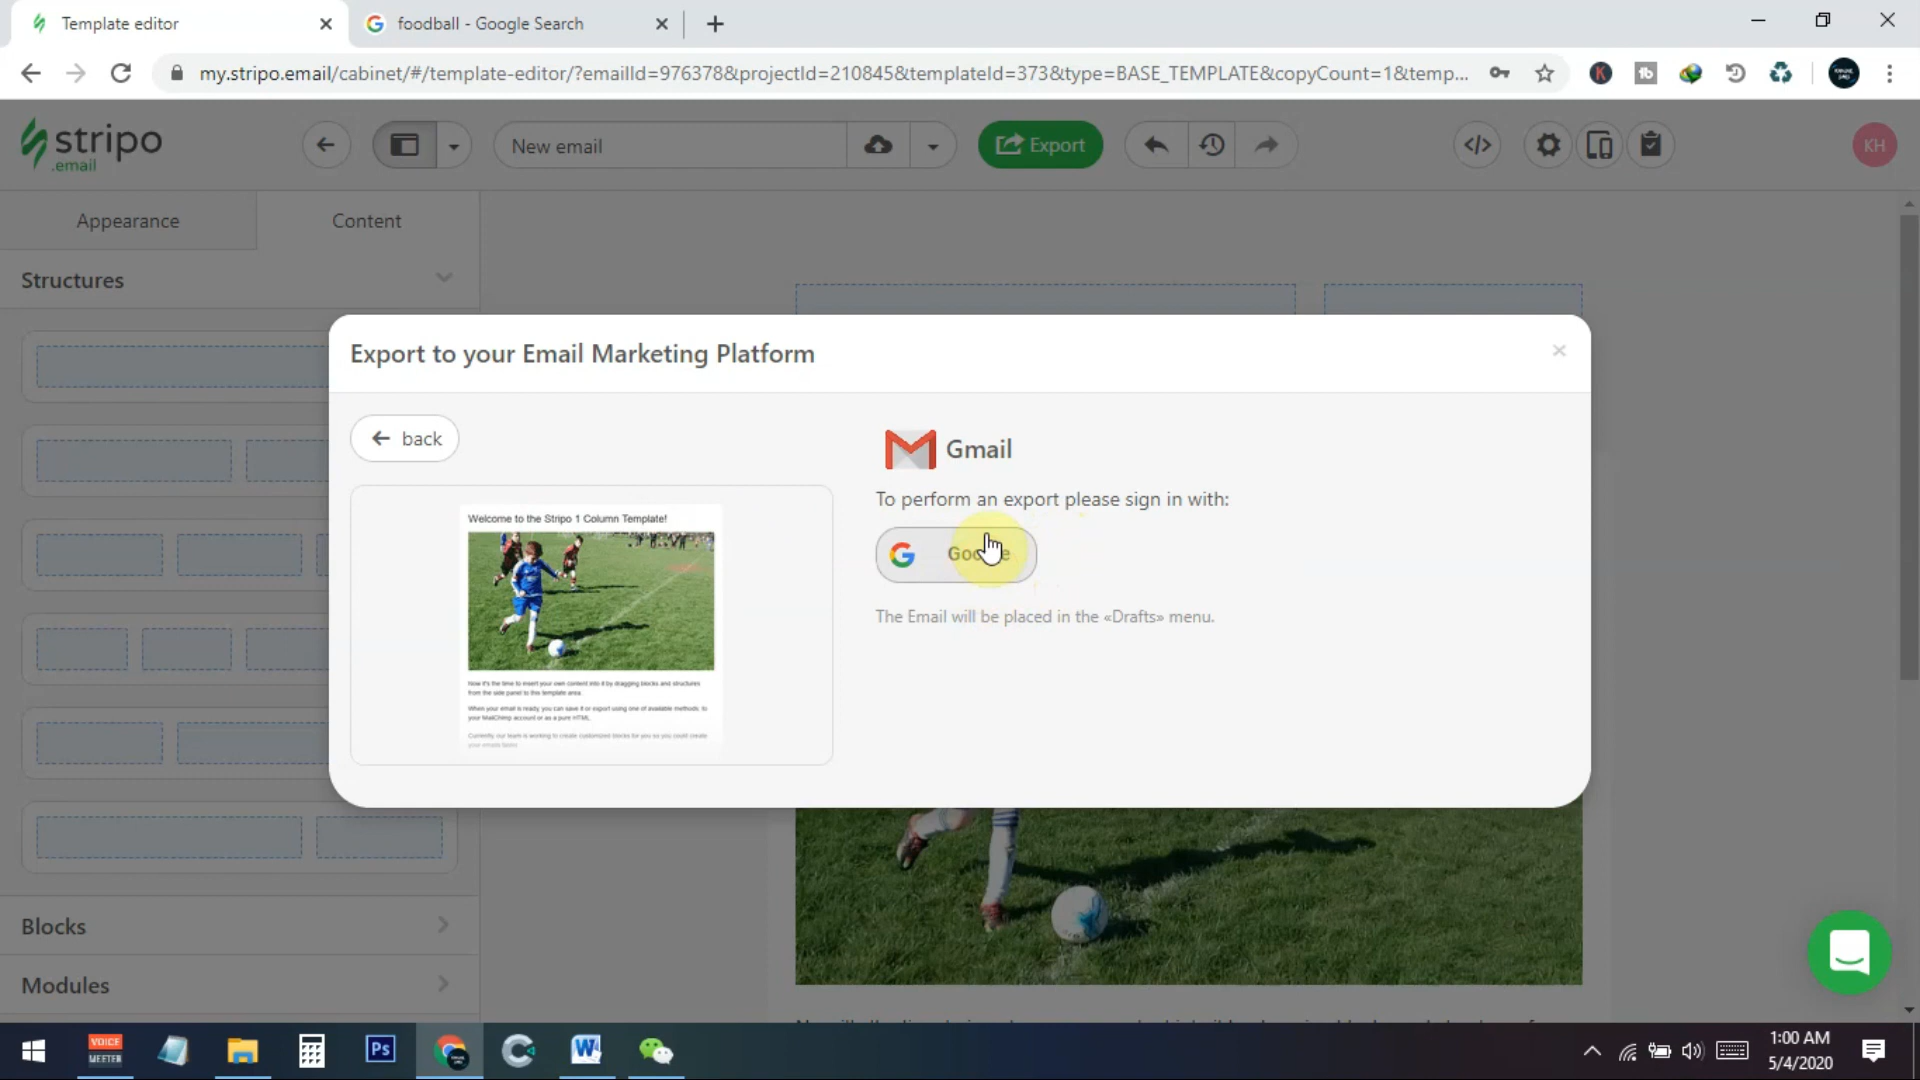 Template editor
foodball - Google Search
my.stripo.email/cabinet/#/template-editor/?emailId=976378&projectId=210845&templateId=373&type=BASE_TEMPLATE&copyCount=1&temp...
stripo
.email
New email
Export
KH
Appearance
Content
Structures
Export to your Email Marketing Platform
back
Gmail
To perform an export please sign in with:
The Email will be placed in the «Drafts» menu.
Welcome to the Stripo 1 Column Template!
Now it's the time to insert your own content into it by dragging blocks and structures
from the side panel to this template area.
When your email is ready you can save it or export using one of available methods: to
your MailChimp account or as a pure HTML.
Currently our team is working to create customized blocks for you so you could create
your emails faster.
Blocks
Modules
VOICE
MEETER
Ps
W
1:00 AM
5/4/2020